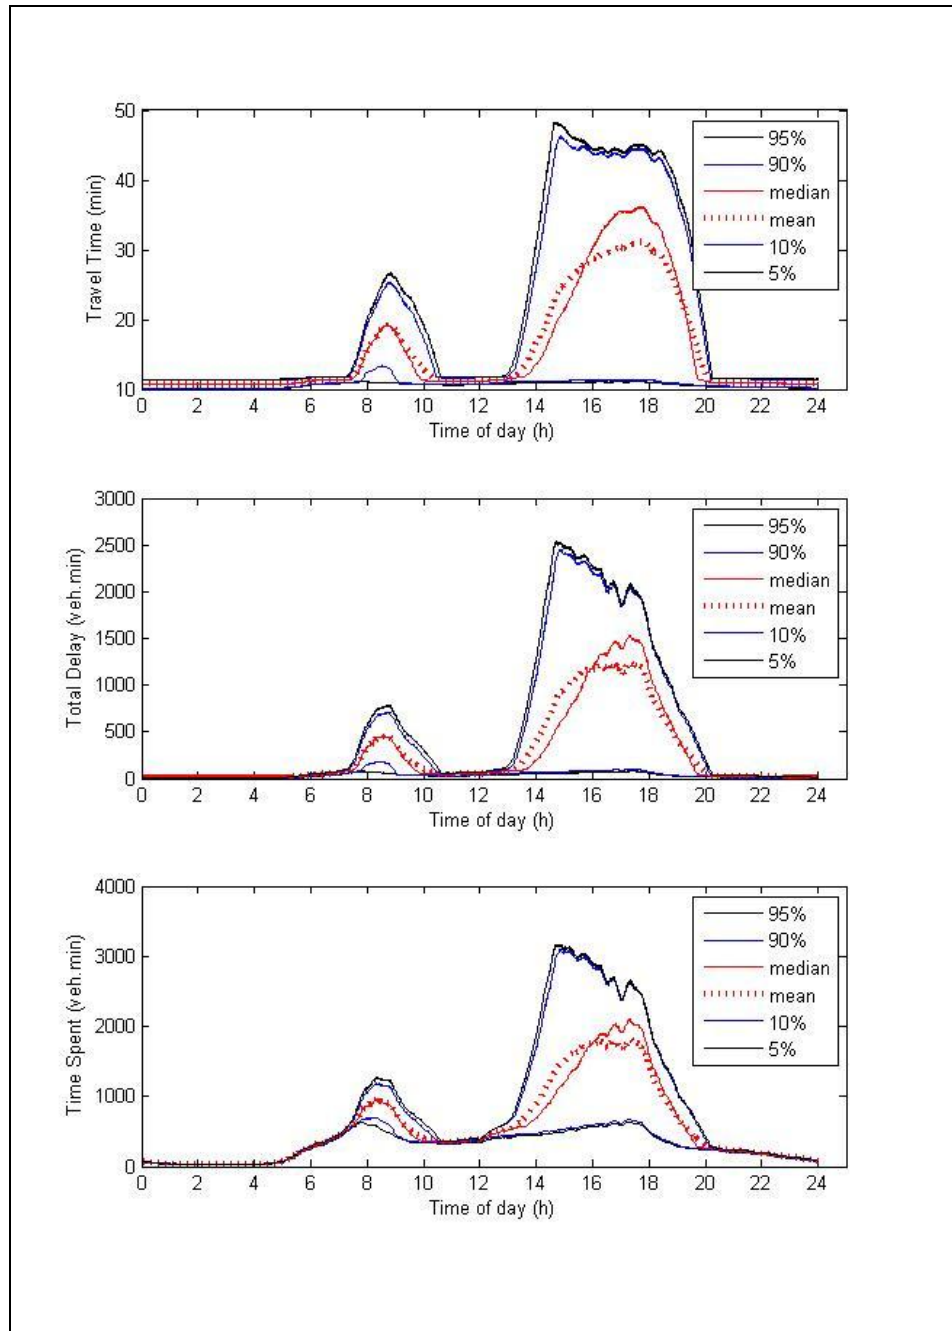 50
40
30
20
10
Travel Time (min)
95%
90%
median
mean
10%
5%
0 2 4 6 8 10 12 14 16 18 20 22 24
Time of day (h)
3000
2500
2000
1500
1000
500
0
Total Delay (veh.min)
95%
90%
median
mean
10%
5%
0 2 4 6 8 10 12 14 16 18 20 22 24
Time of day (h)
4000
3000
2000
1000
0
Time Spent (veh.min)
95%
90%
median
mean
10%
5%
0 2 4 6 8 10 12 14 16 18 20 22 24
Time of day (h)